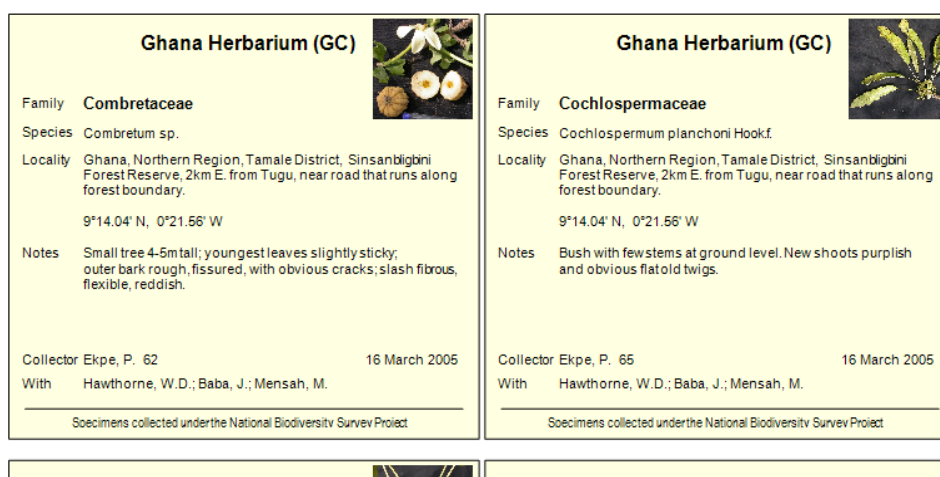 Ghana Herbarium (GC)
Family Combretaceae
Species Combretum sp.
Locality Ghana, Northern Region, Tamale District, Sinsanbligbini
Forest Reserve, 2km E. from Tugu, near road that runs along
forest boundary.
9°14.04' N, 0°21.56' W
Notes Small tree 4-5m tall; youngest leaves slightly sticky;
outer bark rough, fissured, with obvious cracks; slash fibrous,
flexible, reddish.
Collector Ekpe, P. 62 16 March 2005
With Hawthorne, W.D.; Baba, J.; Mensah, M.
Specimens collected under the National Biodiversity Survey Project
Ghana Herbarium (GC)
Family Cochlospermaceae
Species Cochlospermum planchoni Hook.f.
Locality Ghana, Northern Region, Tamale District, Sinsanbligbini
Forest Reserve, 2km E. from Tugu, near road that runs along
forest boundary.
9°14.04' N, 0°21.56' W
Notes Bush with few stems at ground level. New shoots purplish
and obvious flat old twigs.
Collector Ekpe, P. 65 16 March 2005
With Hawthorne, W.D.; Baba, J.; Mensah, M.
Specimens collected under the National Biodiversity Survey Project